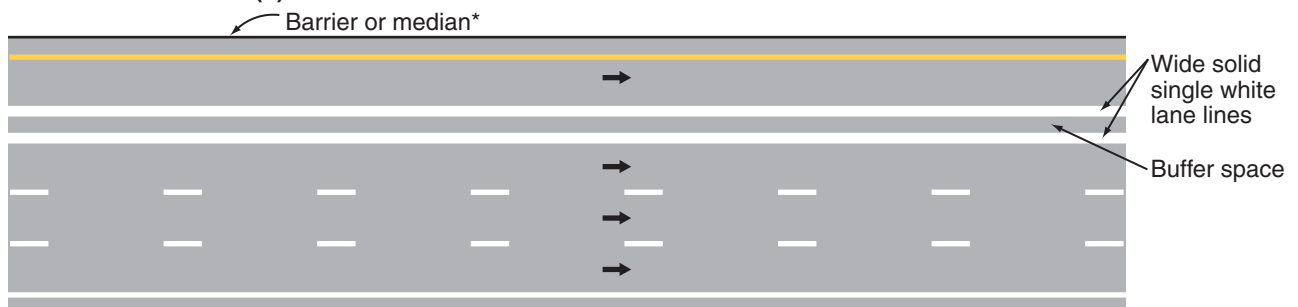 Barrier or median*
Wide solid
single white
lane lines
Buffer space